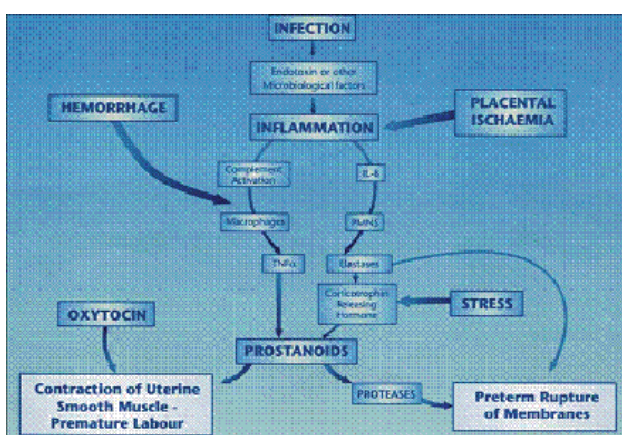 INFECTION
Endotoxin or other
Microbiological factors
HEMORRHAGE
PLACENTAL
ISCHAEMIA
INFLAMMATION
Complement
Activation
IL-8
Macrophages
PMNS
TNFα
Elastases
Corticotrophin
Releasing
Hormone
STRESS
OXYTOCIN
PROSTANOIDS
Contraction of Uterine
Smooth Muscle -
Premature Labour
PROTEASES
Preterm Rupture
of Membranes